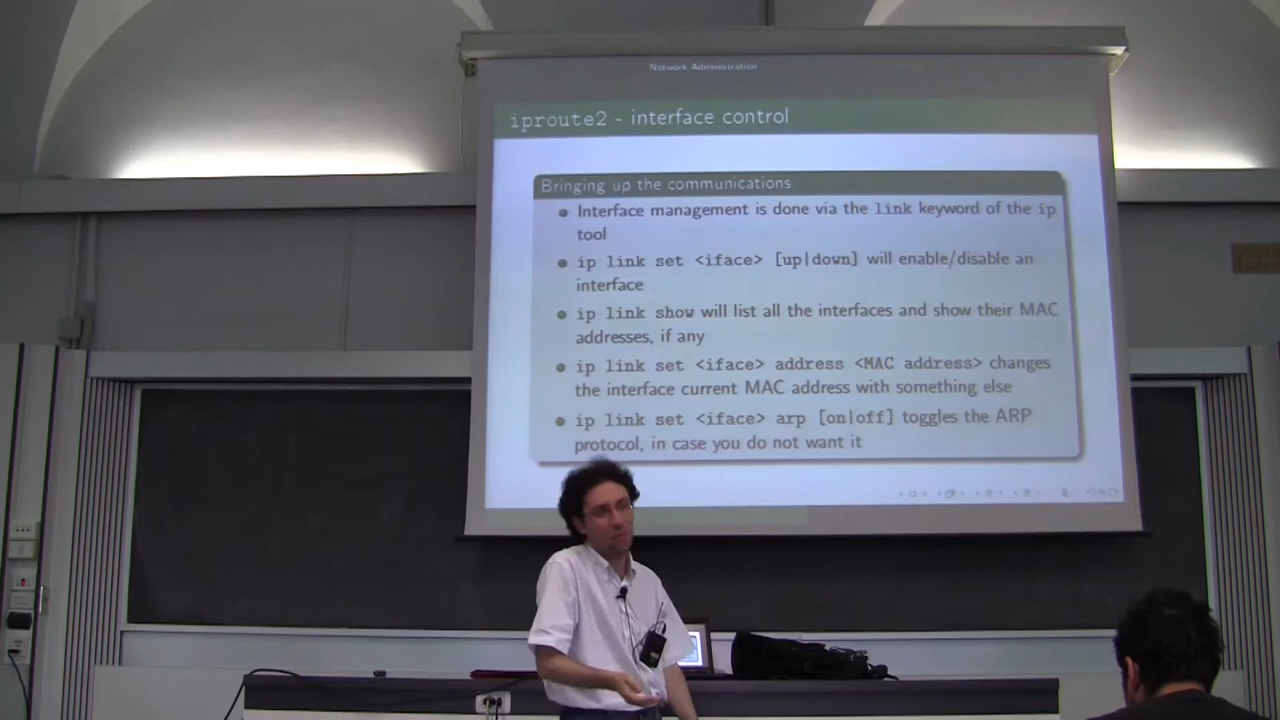 Network Administration
iproute2 - interface control
Bringing up the communications
Interface management is done via the link keyword of the ip
tool
ip link set <iface> [up|down] will enable/disable an
interface
ip link show will list all the interfaces and show their MAC
addresses, if any
ip link set <iface> address <MAC address> changes
the interface current MAC address with something else
ip link set <iface> arp [on|off] toggles the ARP
protocol, in case you do not want it